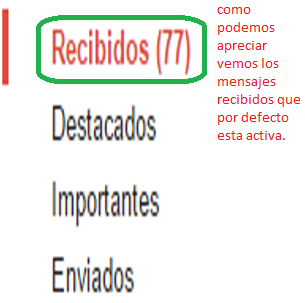 Recibidos (77)
Destacados
Importantes
Enviados
como
podemos
apreciar
vemos los
mensajes
recibidos que
por defecto
esta activa.